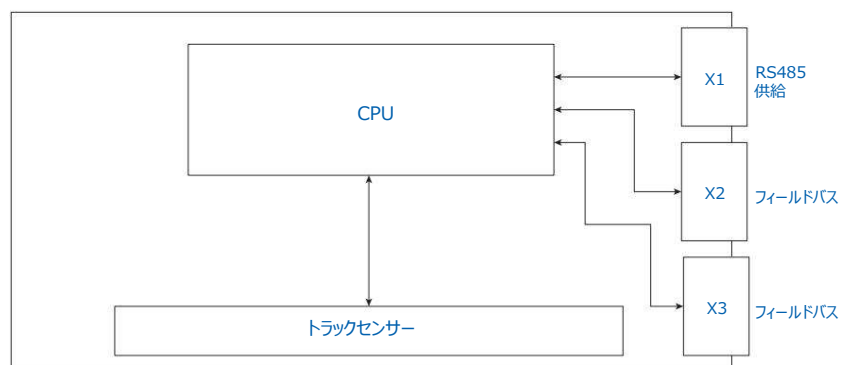 CPU
X1
RS485
供給
X2
フィールドバス
X3
フィールドバス
トラックセンサー